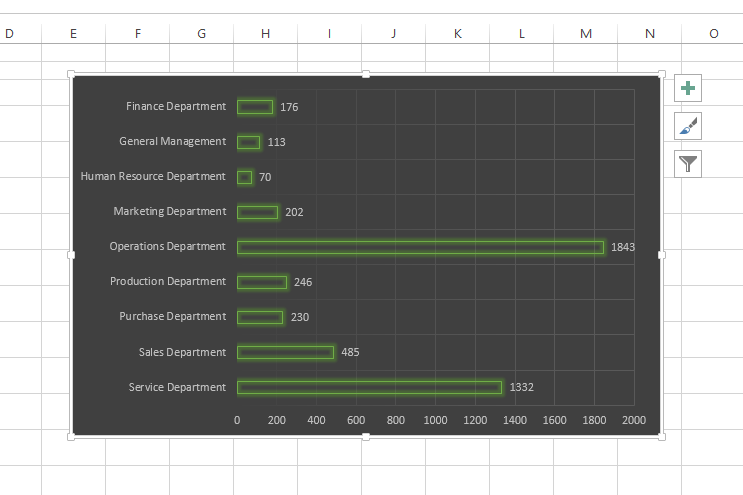 D E F G H I J K L M N O
Finance Department 176
General Management 113
Human Resource Department 70
Marketing Department 202
Operations Department 1843
Production Department 246
Purchase Department 230
Sales Department 485
Service Department 1332
0 200 400 600 800 1000 1200 1400 1600 1800 2000